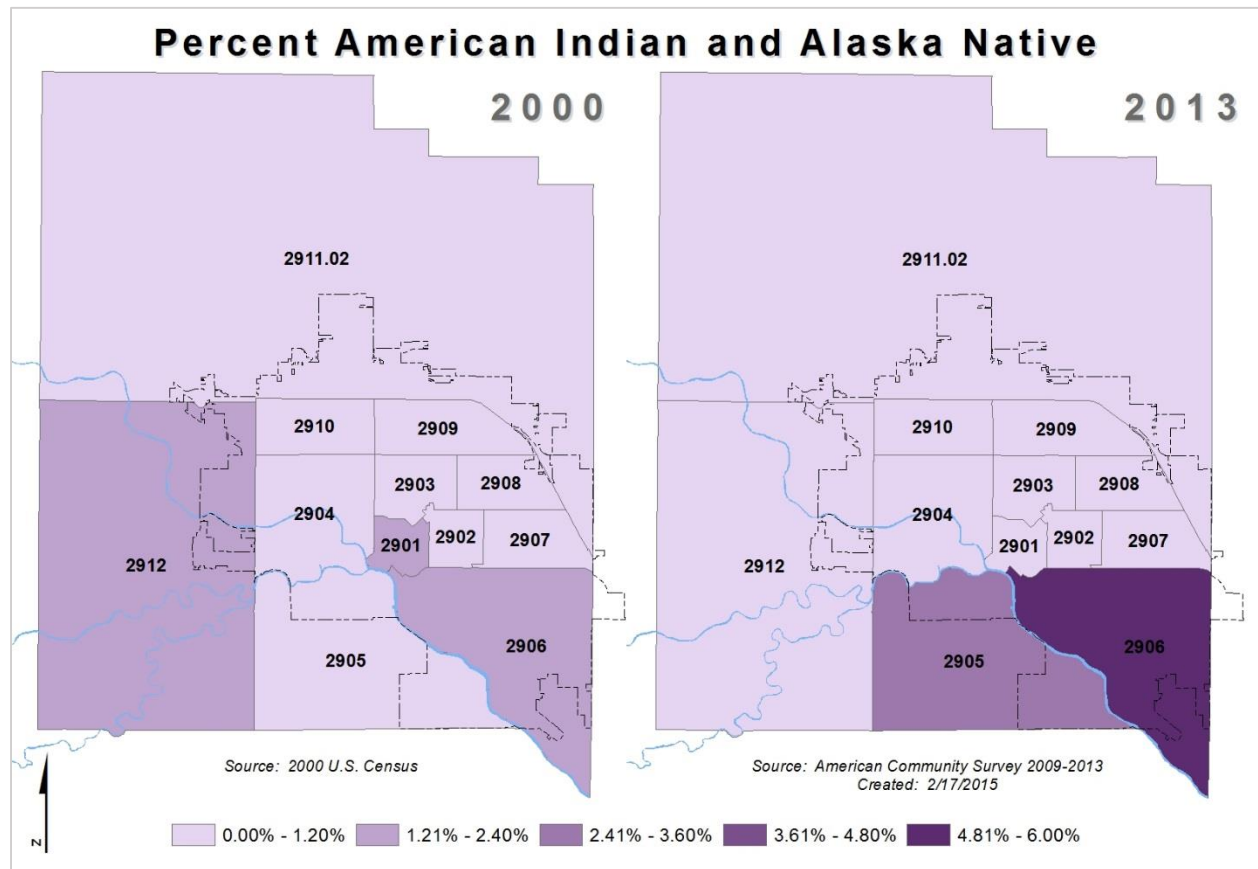 Percent American Indian and Alaska Native
2000
2911.02
2910
2909
2903
2908
2904
2901
2902
2907
2912
2906
2905
Source: 2000 U.S. Census
2013
2911.02
2910
2909
2903
2908
2904
2901
2902
2907
2912
2906
2905
Source: American Community Survey 2009-2013
Created: 2/17/2015
N
0.00% - 1.20%
1.21% - 2.40%
2.41% - 3.60%
3.61% - 4.80%
4.81% - 6.00%